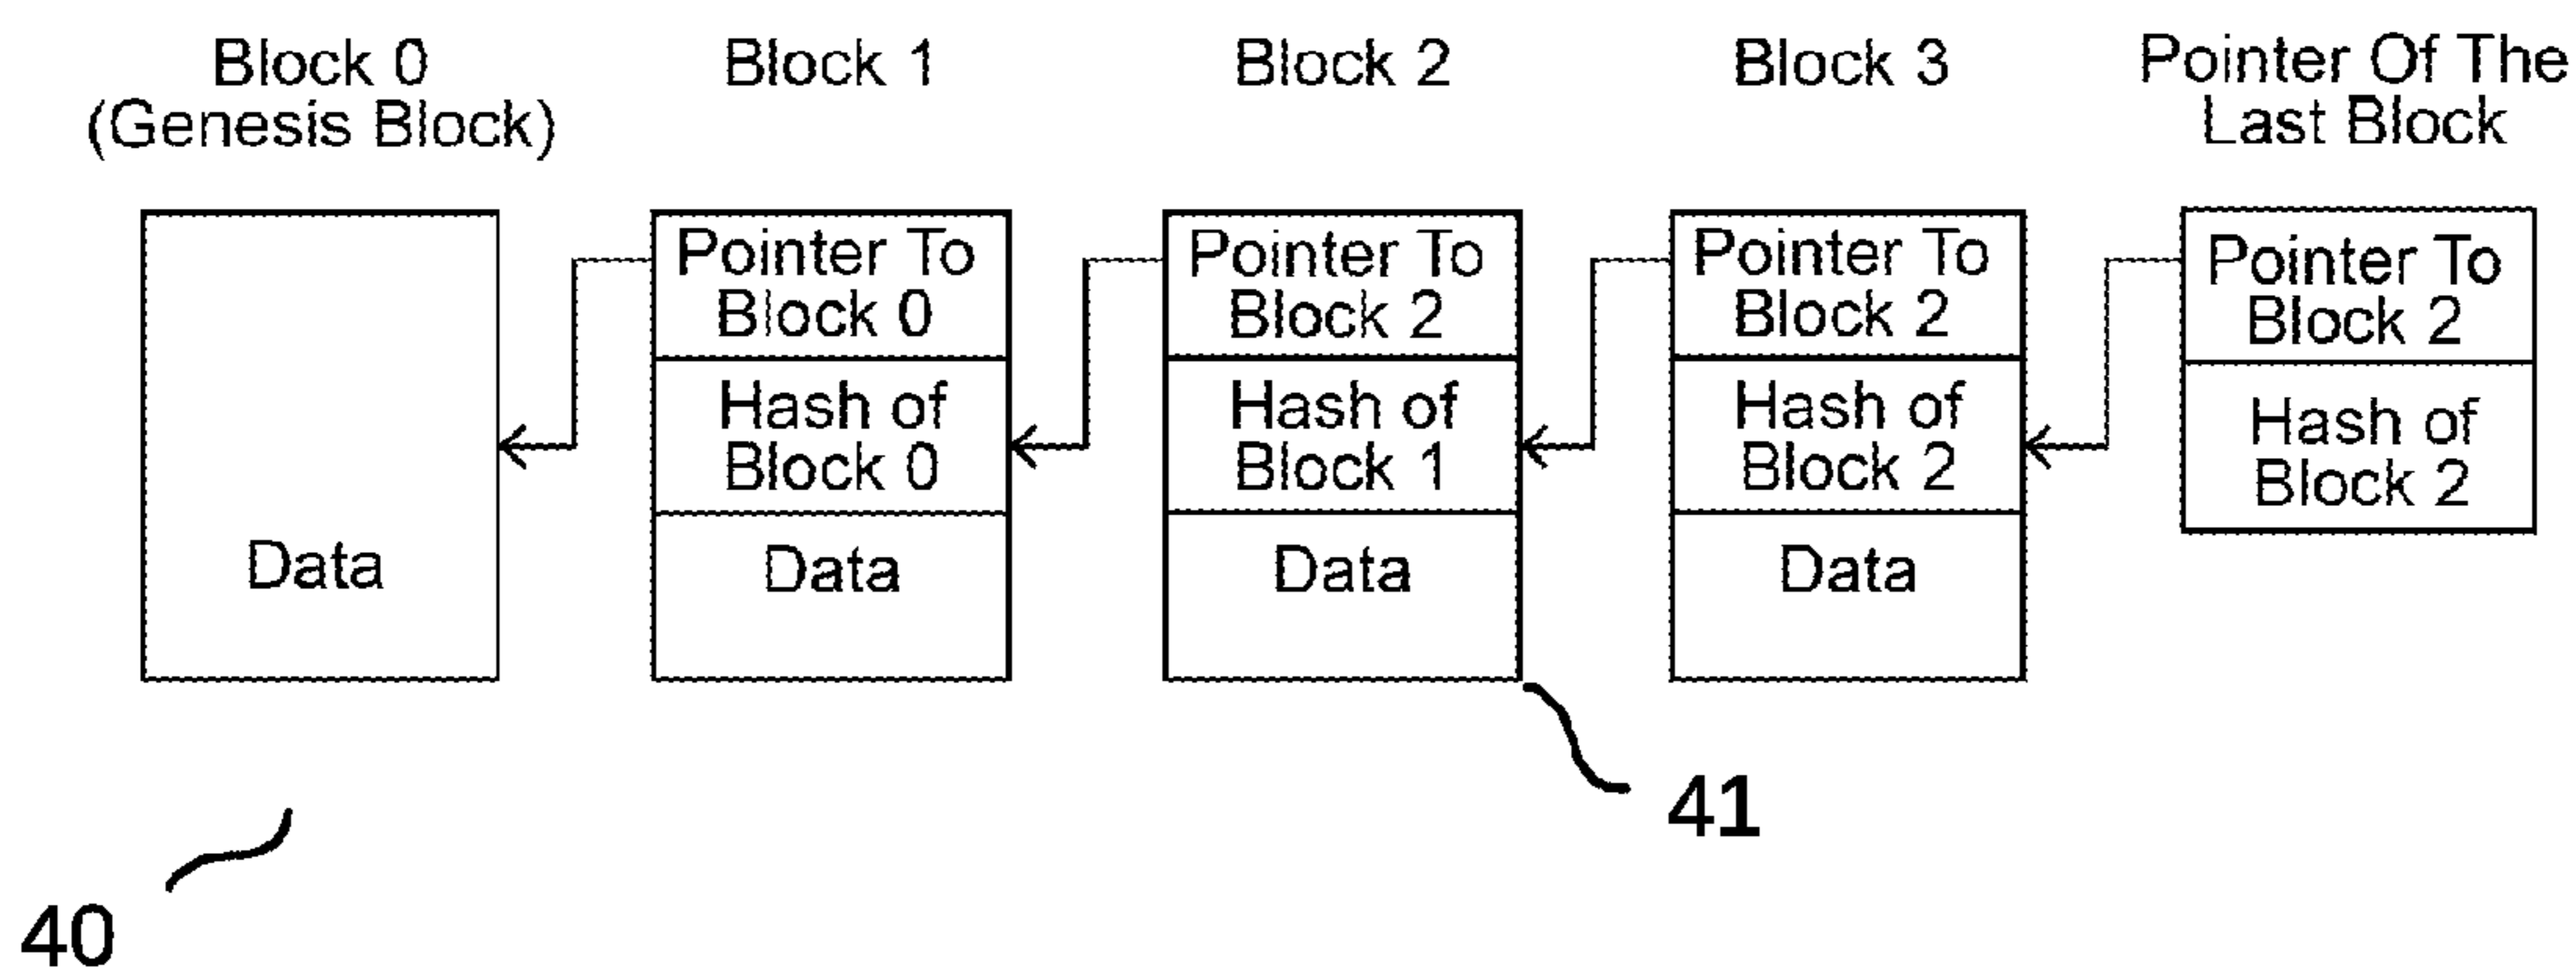 Block 0
(Genesis Block)
Block 1
Block 2
Block 3
Pointer Of The
Last Block
Data
Pointer To
Block 0
Hash of
Block 0
Data
Pointer To
Block 2
Hash of
Block 1
Data
Pointer To
Block 2
Hash of
Block 2
Data
Pointer To
Block 2
Hash of
Block 2
41
40